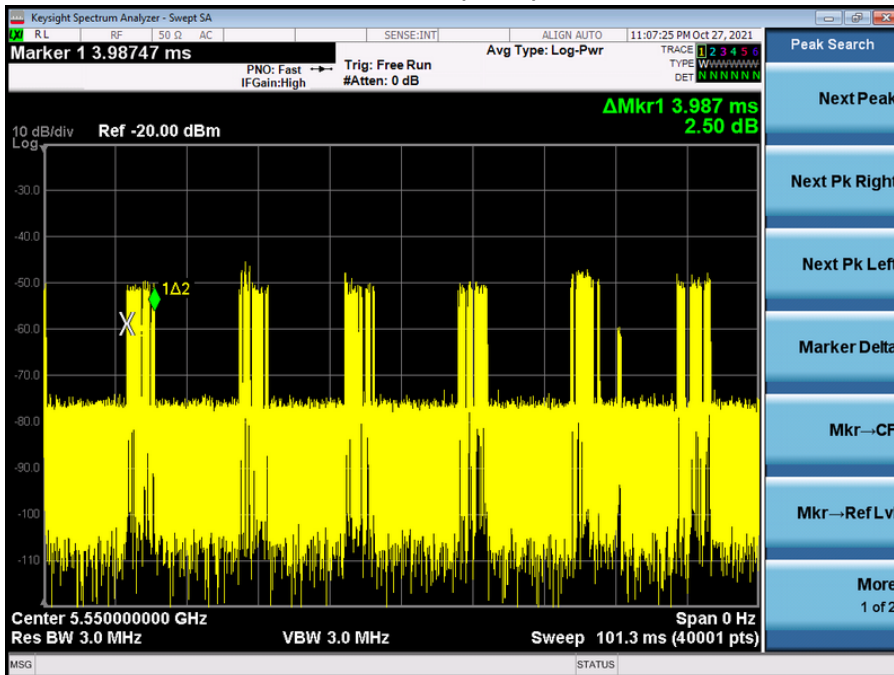 Keysight Spectrum Analyzer - Swept SA
LXI RL RF 50 Ω AC SENSE:INT ALIGN AUTO 11:07:25 PM Oct 27, 2021
Marker 1 3.98747 ms
PNO: Fast
IFGain:High
Trig: Free Run
#Atten: 0 dB
Avg Type: Log-Pwr
TRACE 1 2 3 4 5 6
TYPE WWWWWW
DET N N N N N N
ΔMkr1 3.987 ms
2.50 dB
10 dB/div Ref -20.00 dBm
Log
-30.0
-40.0
-50.0
-60.0
-70.0
-80.0
-90.0
-100
-110
1Δ2
X
Center 5.550000000 GHz Span 0 Hz
Res BW 3.0 MHz VBW 3.0 MHz Sweep 101.3 ms (40001 pts)
MSG STATUS
Peak Search
Next Peak
Next Pk Right
Next Pk Left
Marker Delta
Mkr→CF
Mkr→Ref Lvl
More
1 of 2